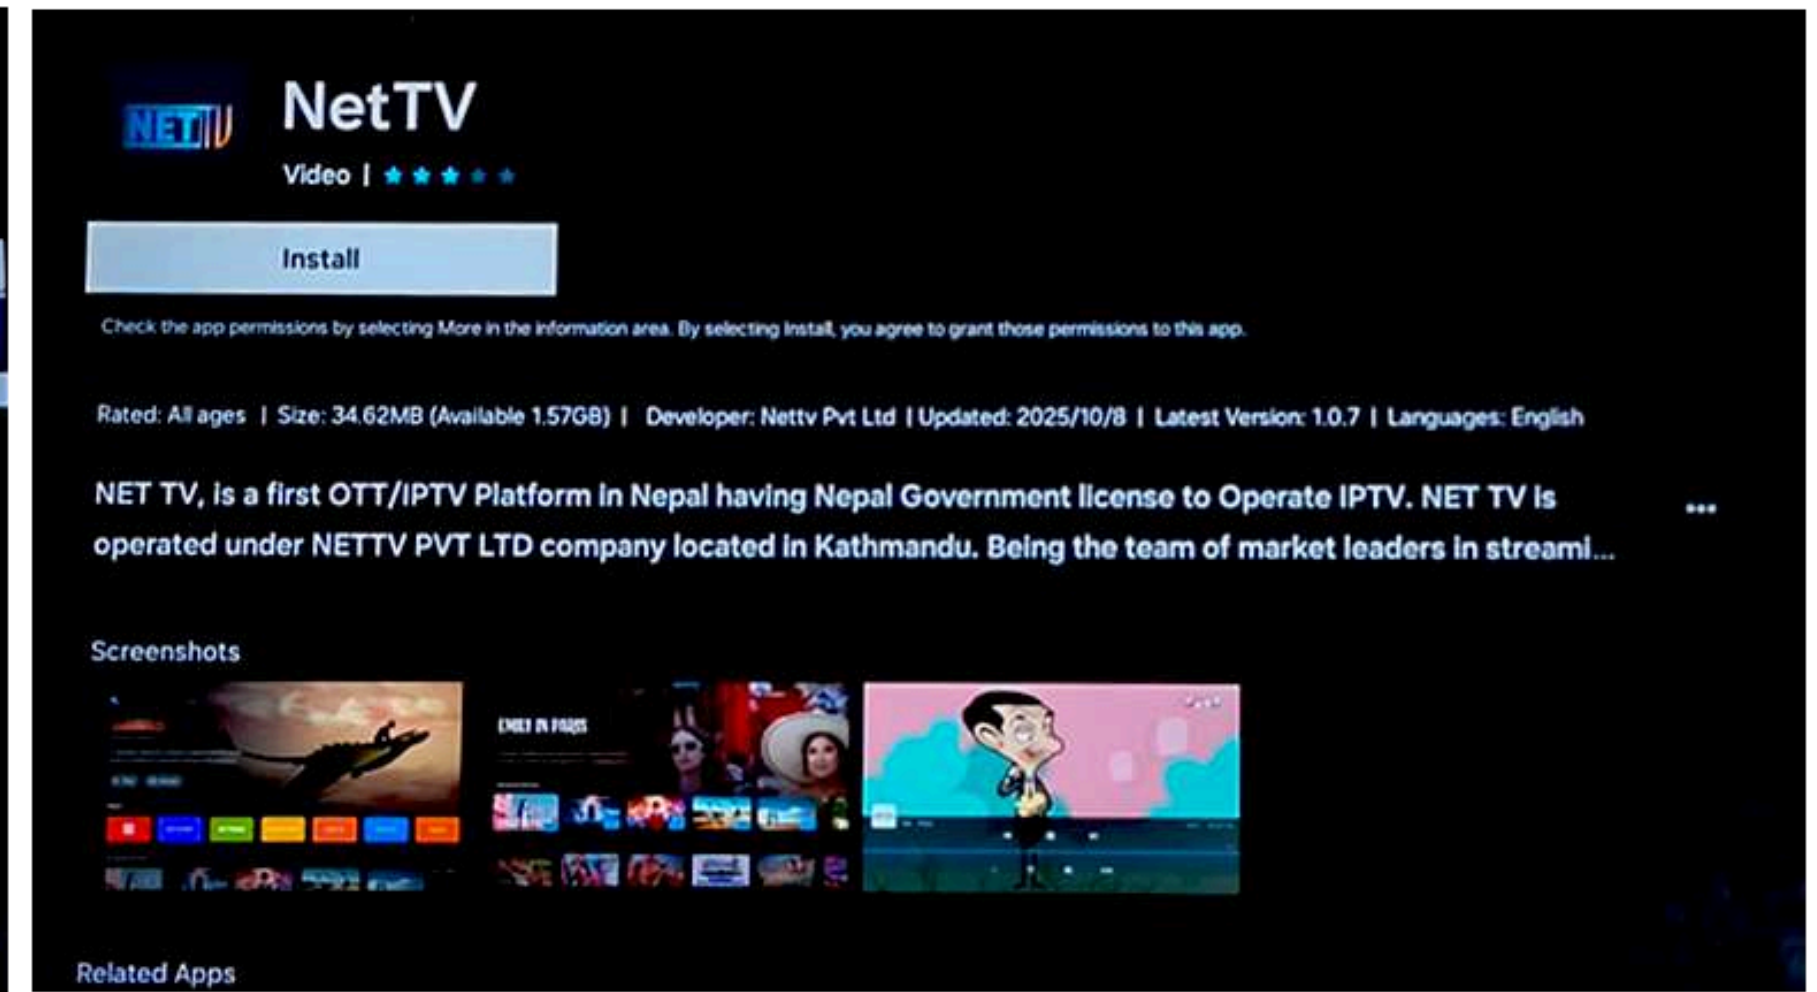 NETTV
NetTV
Video |
Install
Check the app permissions by selecting More in the information area. By selecting Install, you agree to grant those permissions to this app.
Rated: All ages | Size: 34.62MB (Available 1.57GB) | Developer: Nettv Pvt Ltd | Updated: 2025/10/8 | Latest Version: 1.0.7 | Languages: English
NET TV, is a first OTT/IPTV Platform in Nepal having Nepal Government license to Operate IPTV. NET TV is
operated under NETTV PVT LTD company located in Kathmandu. Being the team of market leaders in streami...
Screenshots
EMILY IN PARIS
Related Apps